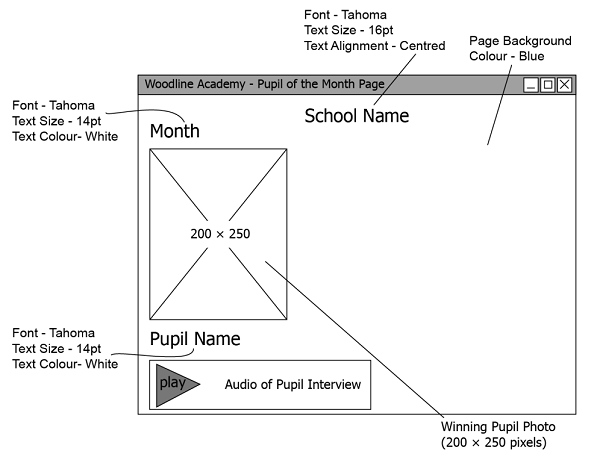 Font - Tahoma
Text Size - 16pt
Text Alignment - Centred
Page Background
Colour - Blue
Woodline Academy - Pupil of the Month Page
School Name
Font - Tahoma
Text Size - 14pt
Text Colour- White
Month
200 × 250
Font - Tahoma
Text Size - 14pt
Text Colour- White
Pupil Name
play
Audio of Pupil Interview
Winning Pupil Photo
(200 × 250 pixels)